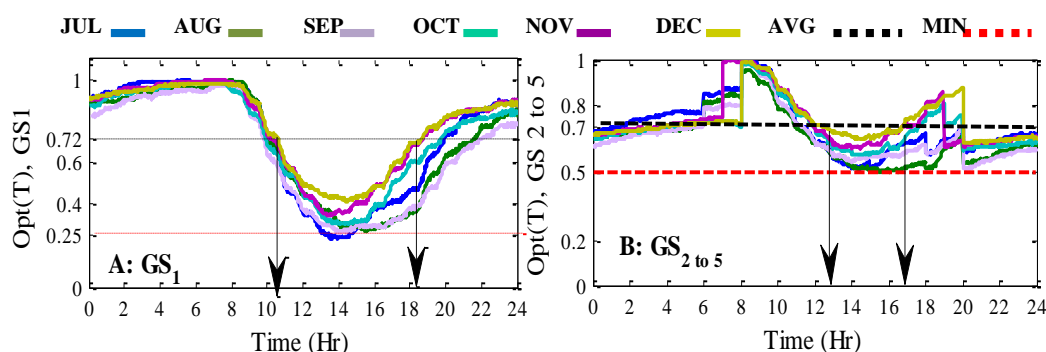 JUL AUG SEP OCT NOV DEC AVG MIN
Opt(T), GS1
1
0.72
0.6
0.4
0.25
A: GS1
0 2 4 6 8 10 12 14 16 18 20 22 24
Time (Hr)
Opt(T), GS 2 to 5
1
0.8
0.7
0.5
0.2
0
B: GS2 to 5
0 2 4 6 8 10 12 14 16 18 20 22 24
Time (Hr)